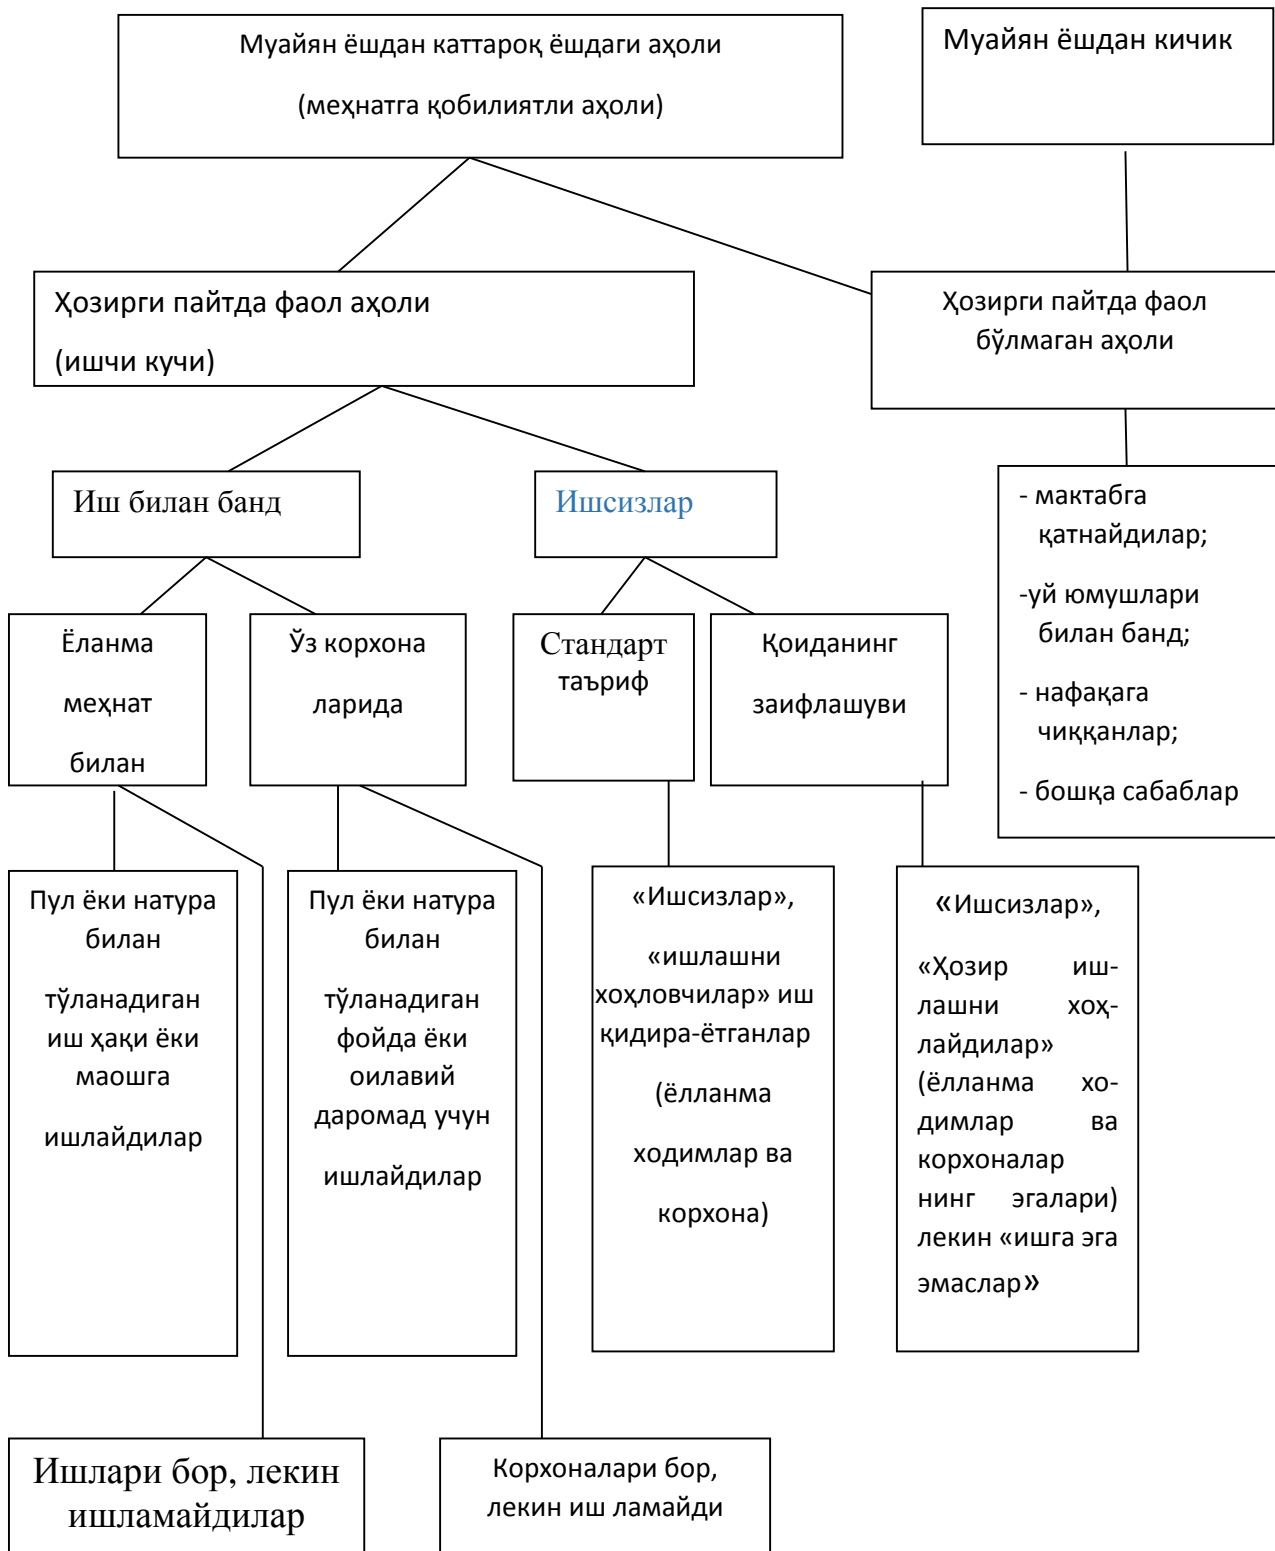 Муайян ёшдан каттароқ ёшдаги аҳоли
(меҳнатга қобилиятли аҳоли)
Муайян ёшдан кичик
Ҳозирги пайтда фаол аҳоли
(ишчи кучи)
Ҳозирги пайтда фаол
бўлмаган аҳоли
Иш билан банд
Ишсизлар
- мактабга
қатнайдилар;
-уй юмушлари
билан банд;
- нафақага
чиққанлар;
- бошқа сабаблар
Ёланма
меҳнат
билан
Ўз корхона
ларида
Стандарт
таъриф
Қоиданинг
заифлашуви
Пул ёки натура
билан
тўланадиган
иш ҳақи ёки
маошга
ишлайдилар
Пул ёки натура
билан
тўланадиган
фойда ёки
оилавий
даромад учун
ишлайдилар
«Ишсизлар»,
«ишлашни
хоҳловчилар» иш
қидира-ётганлар
(ёлланма
ходимлар ва
корхона)
«Ишсизлар»,
«Ҳозир иш-
лашни хоҳ-
лайдилар»
(ёлланма хо-
димлар ва
корхоналар
нинг эгалари)
лекин «ишга эга
эмаслар»
Ишлари бор, лекин
ишламайдилар
Корхоналари бор,
лекин иш ламайди